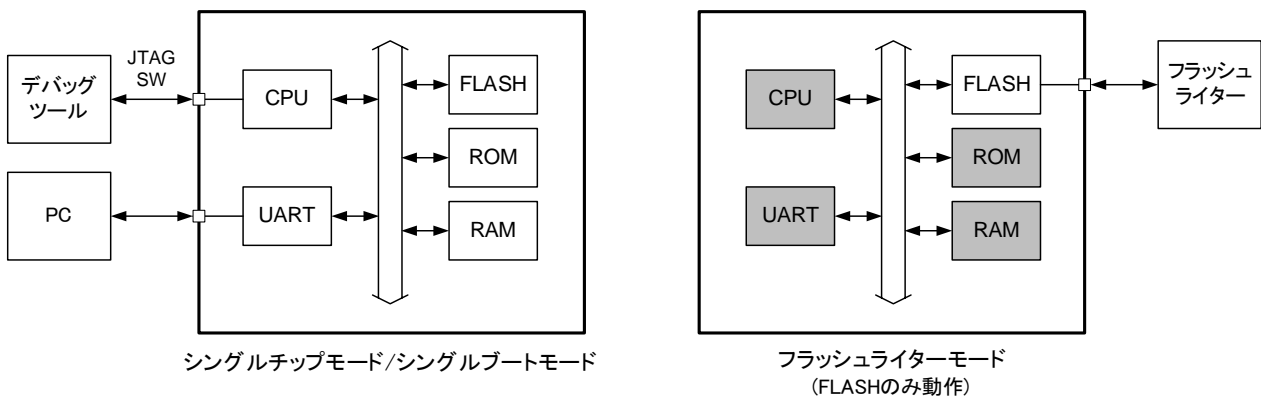 デバッグ
ツール
JTAG
SW
CPU
FLASH
ROM
PC
UART
RAM
シングルチップモード/シングルブートモード
CPU
FLASH
フラッシュ
ライター
ROM
UART
RAM
フラッシュライターモード
(FLASHのみ動作)